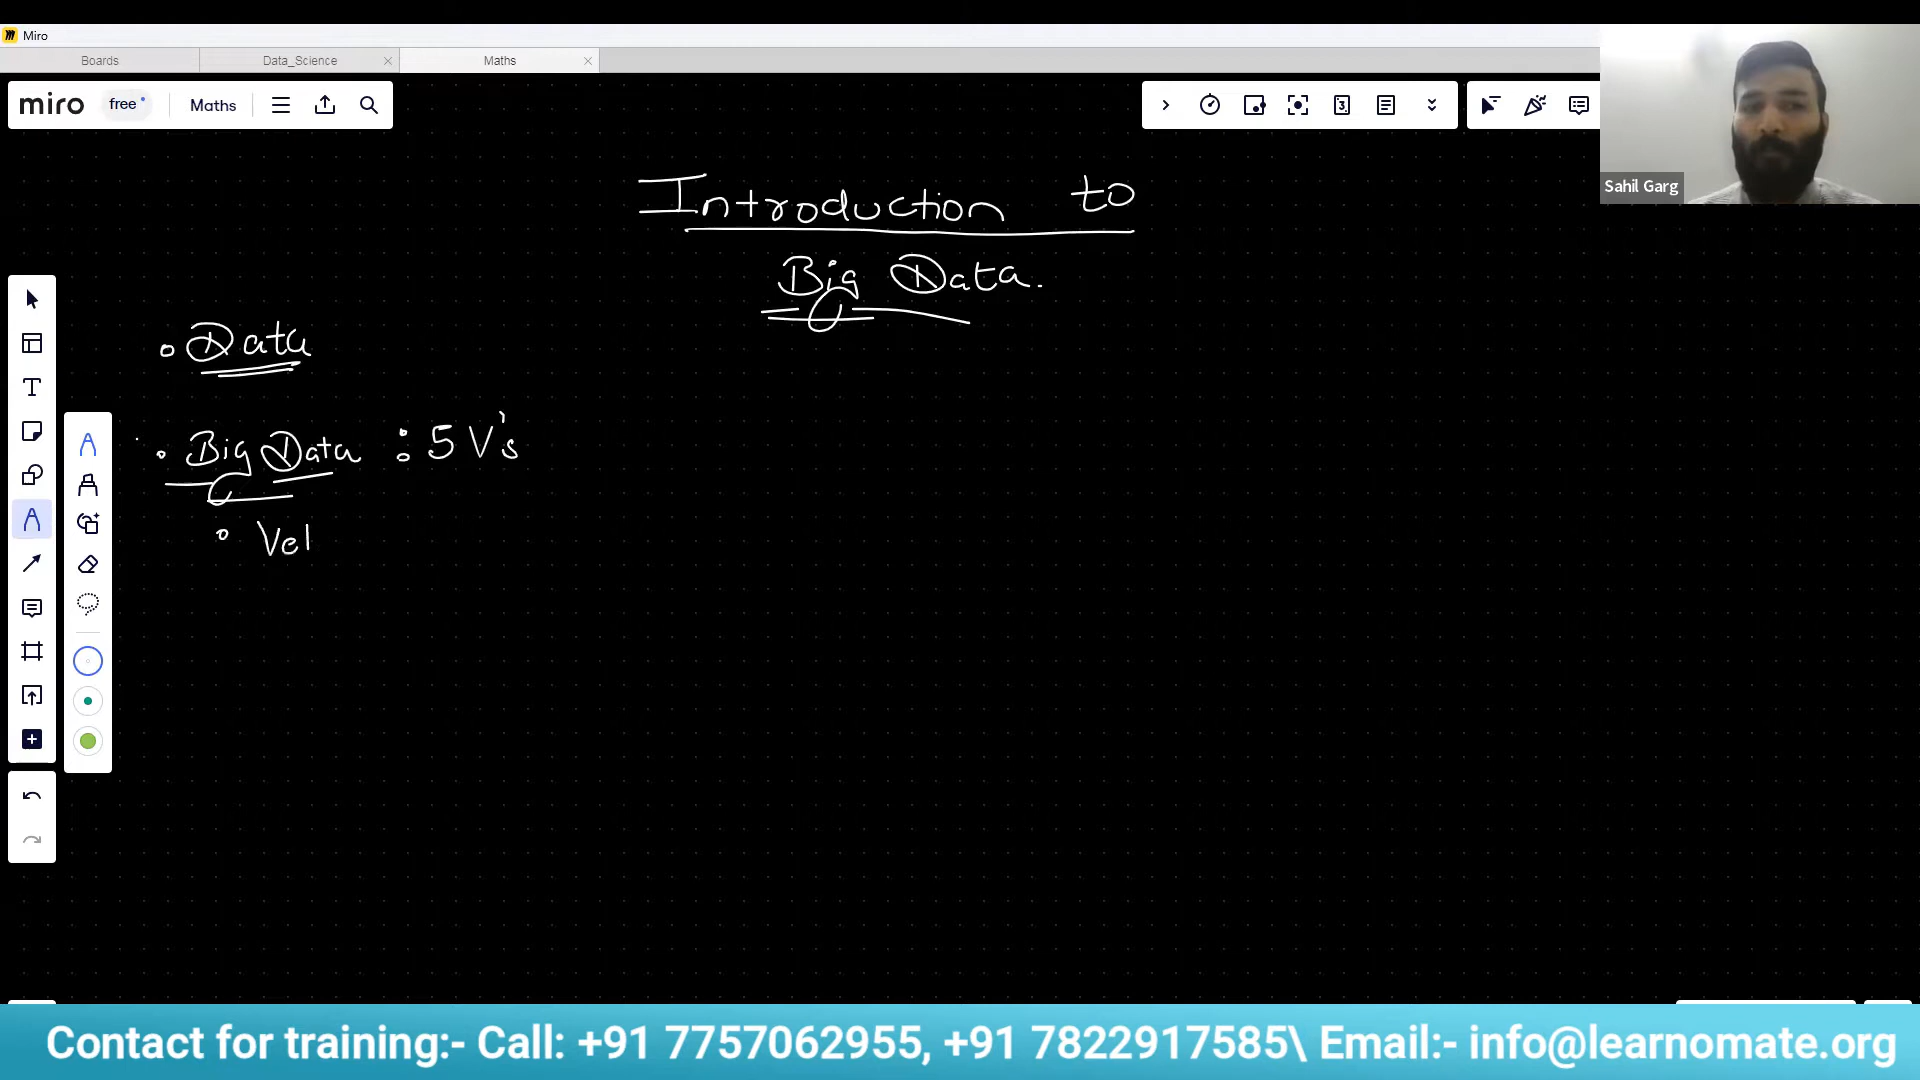 Miro
Boards Data_Science Maths
miro free Maths
Sahil Garg
Introduction to
Big Data.
Data
Big Data : 5 V's
Vel
Contact for training:- Call: +91 7757062955, +91 7822917585\ Email:- info@learnomate.org